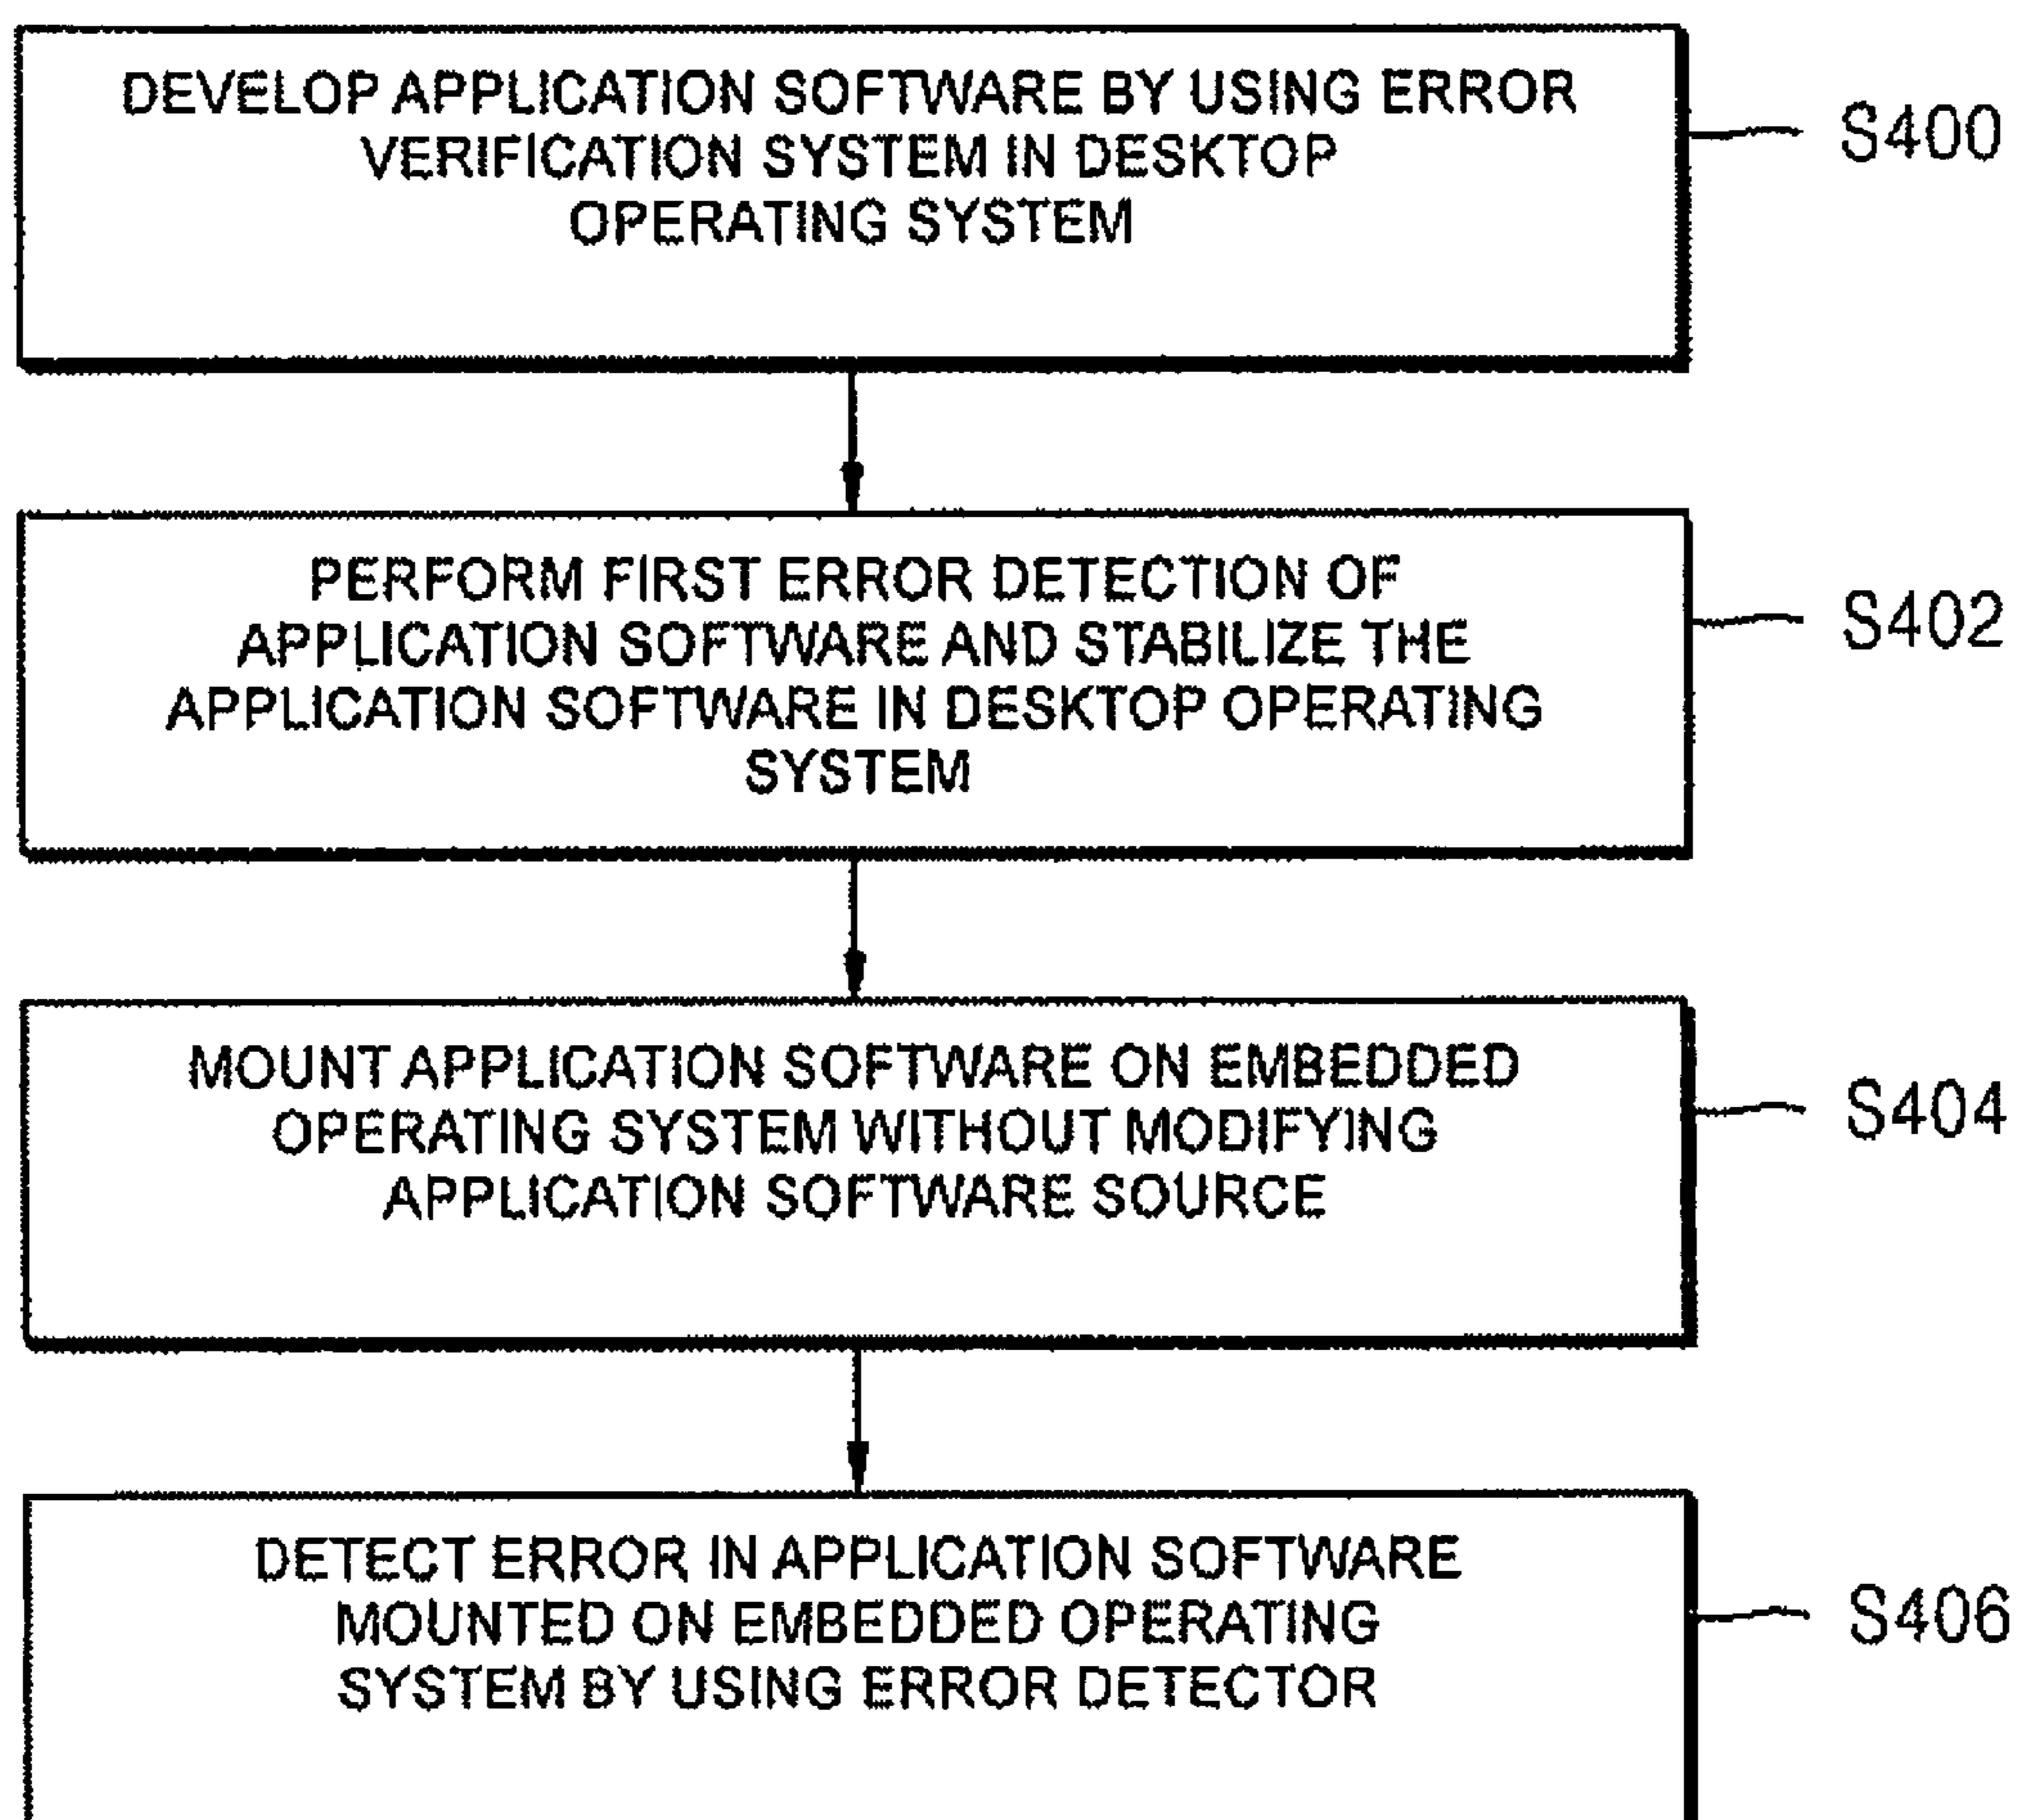 DEVELOP APPLICATION SOFTWARE BY USING ERROR
VERIFICATION SYSTEM IN DESKTOP
OPERATING SYSTEM
S400
PERFORM FIRST ERROR DETECTION OF
APPLICATION SOFTWARE AND STABILIZE THE
APPLICATION SOFTWARE IN DESKTOP OPERATING
SYSTEM
S402
MOUNT APPLICATION SOFTWARE ON EMBEDDED
OPERATING SYSTEM WITHOUT MODIFYING
APPLICATION SOFTWARE SOURCE
S404
DETECT ERROR IN APPLICATION SOFTWARE
MOUNTED ON EMBEDDED OPERATING
SYSTEM BY USING ERROR DETECTOR
S406